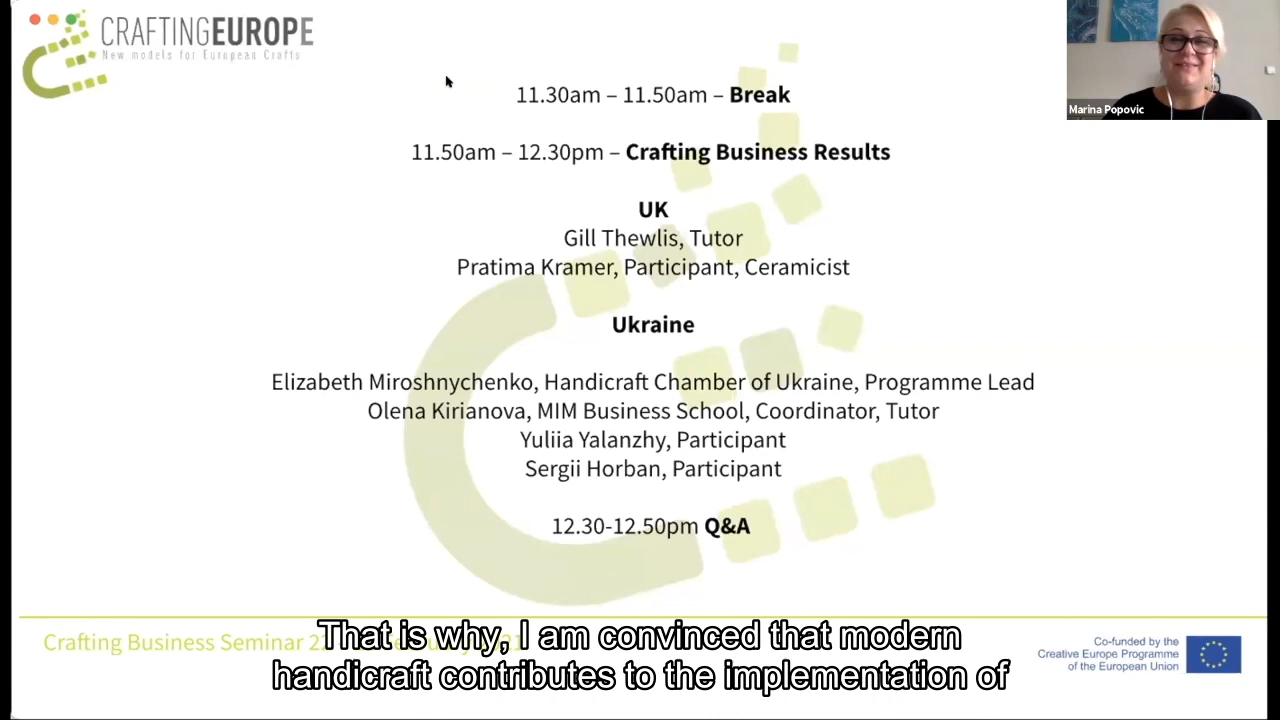 CRAFTINGEUROPE
New models for European Crafts
Marina Popovic
11.30am – 11.50am – Break
11.50am – 12.30pm – Crafting Business Results
UK
Gill Thewlis, Tutor
Pratima Kramer, Participant, Ceramicist
Ukraine
Elizabeth Miroshnychenko, Handicraft Chamber of Ukraine, Programme Lead
Olena Kirianova, MIM Business School, Coordinator, Tutor
Yuliia Yalanzhy, Participant
Sergii Horban, Participant
12.30-12.50pm Q&A
Crafting Business Seminar
That is why, I am convinced that modern
handicraft contributes to the implementation of
Co-funded by the
Creative Europe Programme
of the European Union